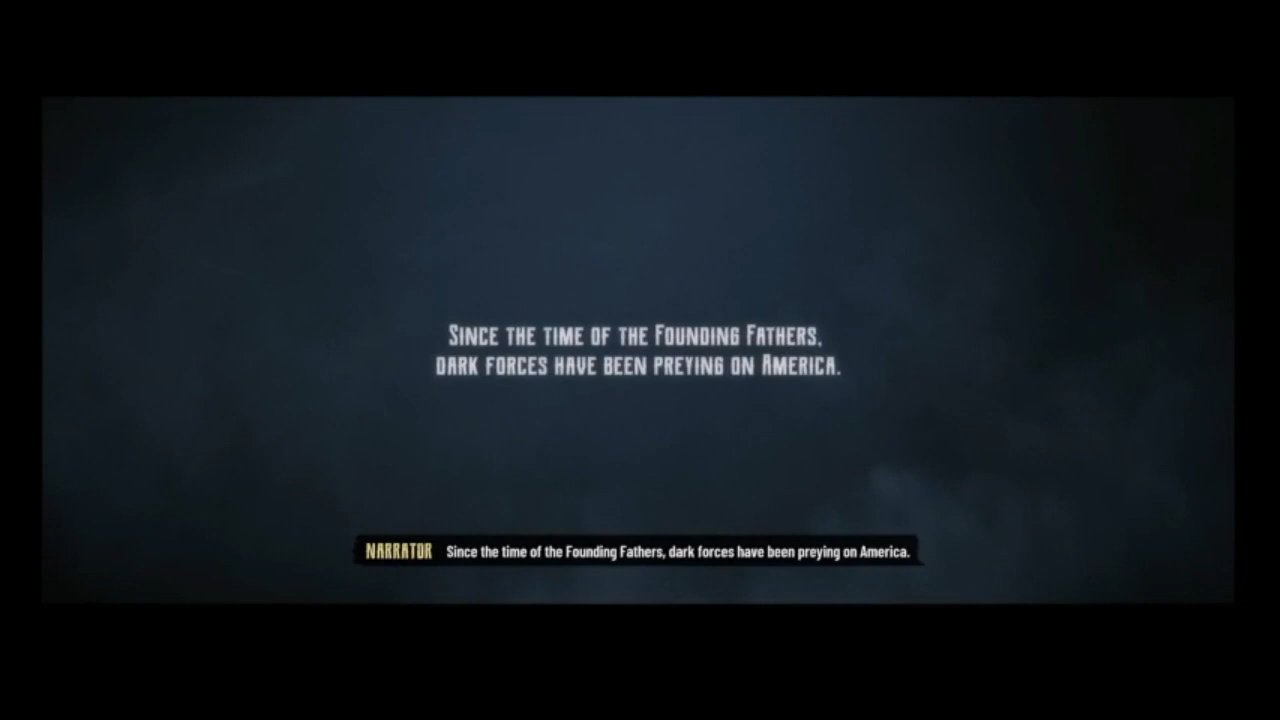 Since the time of the Founding Fathers,
dark forces have been preying on America.
NARRATOR Since the time of the Founding Fathers, dark forces have been preying on America.